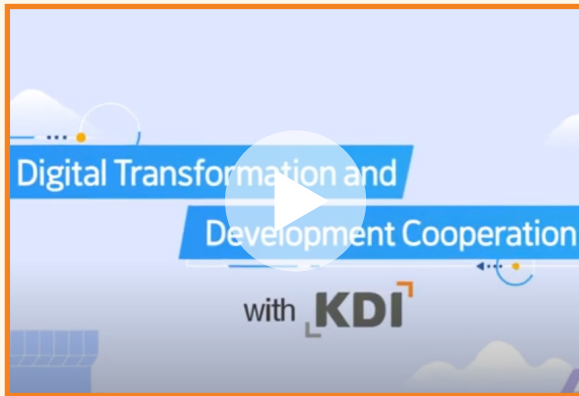 Digital Transformation and
Development Cooperation
with KDI